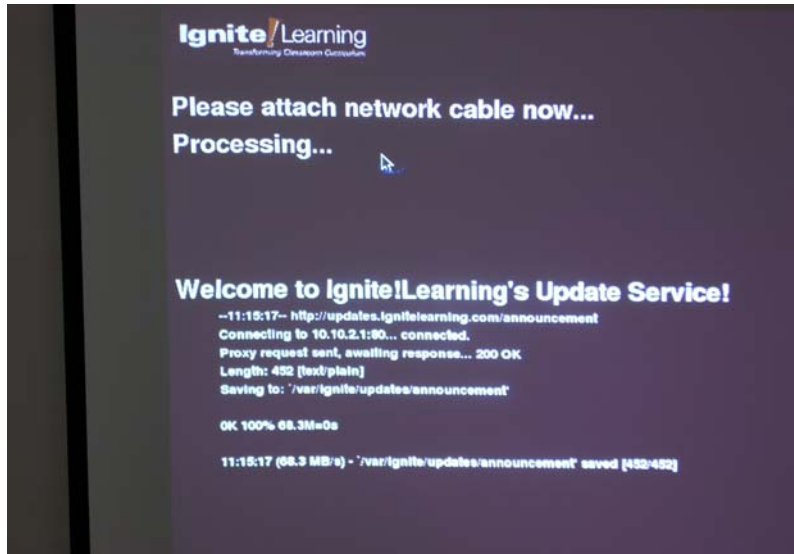 Ignite!Learning
Transforming Classroom Curriculum
Please attach network cable now...
Processing...
Welcome to Ignite!Learning's Update Service!
--11:15:17-- http://updates.ignitelearning.com/announcement
Connecting to 10.10.2.1:80... connected.
Proxy request sent, awaiting response... 200 OK
Length: 452 [text/plain]
Saving to: `/var/ignite/updates/announcement'
0K 100% 68.3M=0s
11:15:17 (68.3 MB/s) - `/var/ignite/updates/announcement' saved [452/452]